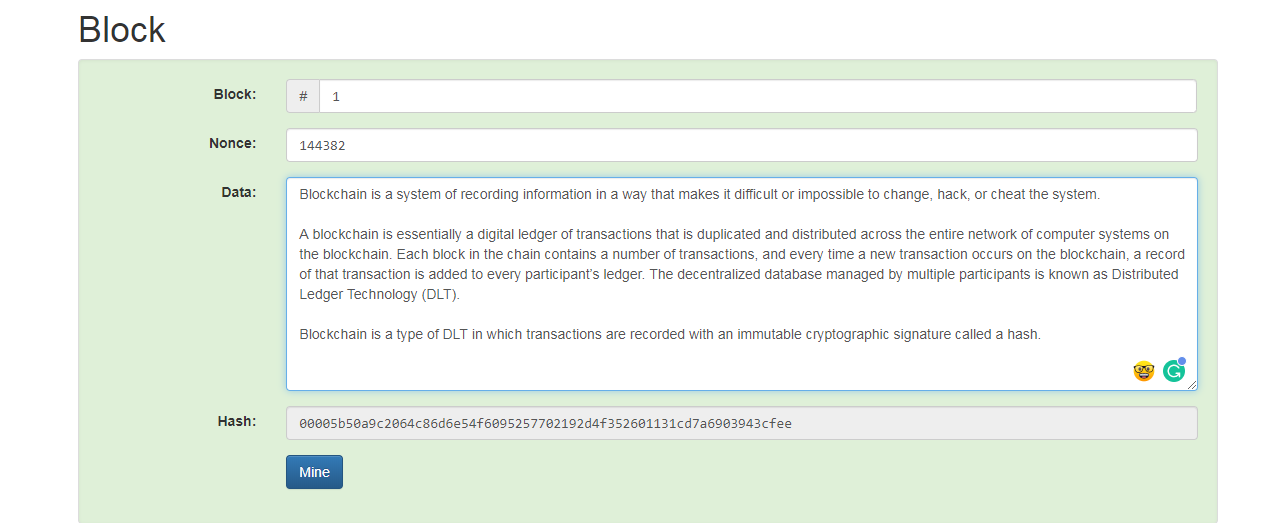 Block
Block:
# 1
Nonce:
144382
Data:
Blockchain is a system of recording information in a way that makes it difficult or impossible to change, hack, or cheat the system.
A blockchain is essentially a digital ledger of transactions that is duplicated and distributed across the entire network of computer systems on
the blockchain. Each block in the chain contains a number of transactions, and every time a new transaction occurs on the blockchain, a record
of that transaction is added to every participant's ledger. The decentralized database managed by multiple participants is known as Distributed
Ledger Technology (DLT).
Blockchain is a type of DLT in which transactions are recorded with an immutable cryptographic signature called a hash.
Hash:
00005b50a9c2064c86d6e54f6095257702192d4f352601131cd7a6903943cfee
Mine